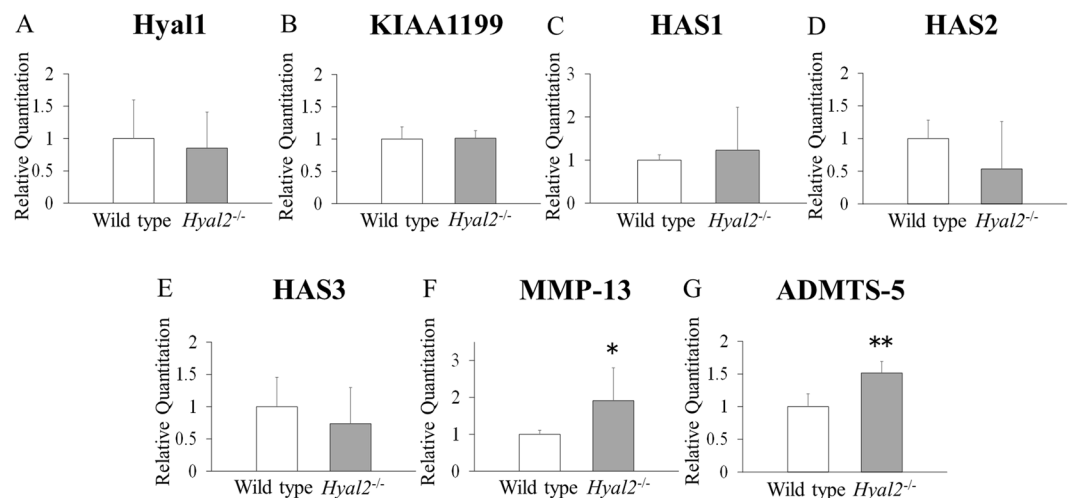 A Hyal1
Relative Quantitation
2
1.5
1
0.5
0
Wild type Hyal2-/-
B KIAA1199
Relative Quantitation
2
1.5
1
0.5
0
Wild type Hyal2-/-
C HAS1
Relative Quantitation
3
2
1
0
Wild type Hyal2-/-
D HAS2
Relative Quantitation
2
1.5
1
0.5
0
Wild type Hyal2-/-
E HAS3
Relative Quantitation
2
1.5
1
0.5
0
Wild type Hyal2-/-
F MMP-13
Relative Quantitation
3
2
1
0
*
Wild type Hyal2-/-
G ADMTS-5
Relative Quantitation
2
1.5
1
0.5
0
**
Wild type Hyal2-/-